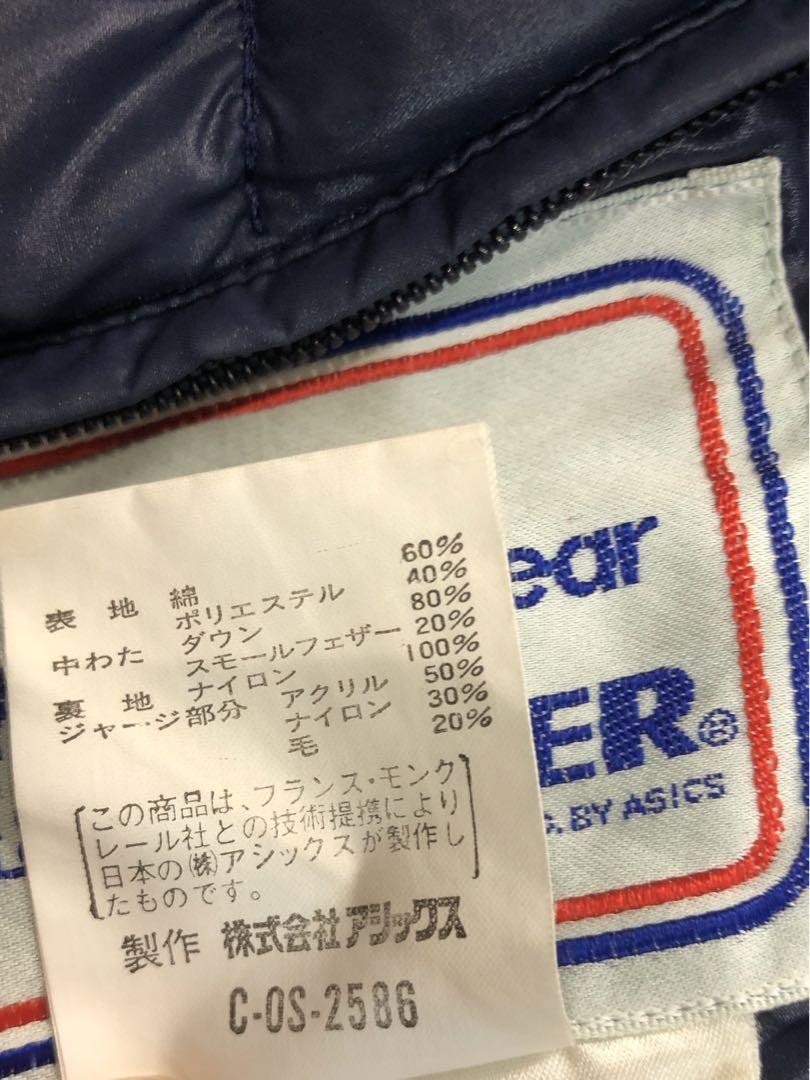 表地 綿 60%
ポリエステル 40%
中わた ダウン 80%
スモールフェザー 20%
裏地 ナイロン 100%
ジャージ部分 アクリル 50%
ナイロン 30%
毛 20%
この商品は、フランス・モンク
レール社との技術提携により
日本の(株)アシックスが製作し
たものです。
製作 株式会社アシックス
C-OS-2586
ear
ER®
BY ASICS